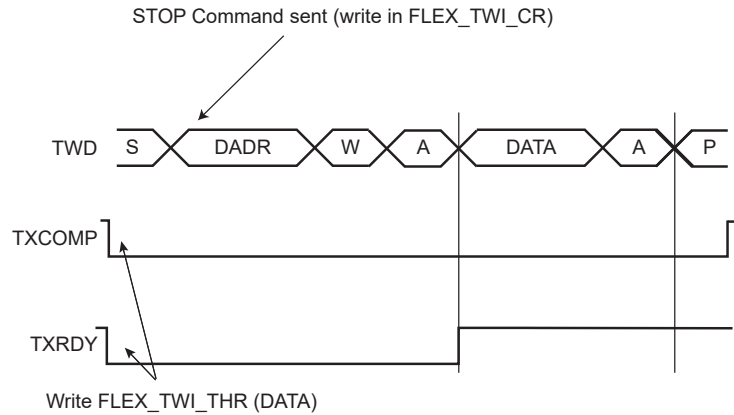 STOP Command sent (write in FLEX_TWI_CR)
TWD S DADR W A DATA A P
TXCOMP
TXRDY
Write FLEX_TWI_THR (DATA)